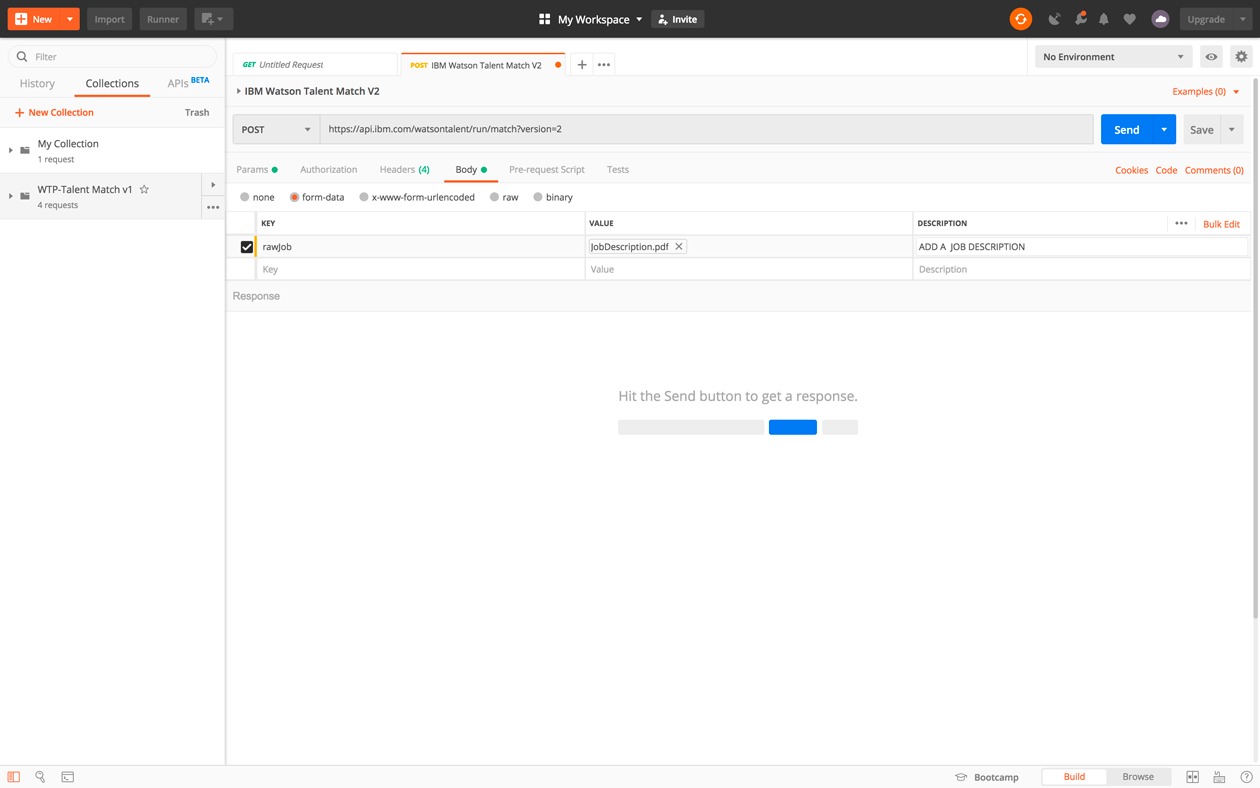 New Import Runner My Workspace Invite Upgrade
Filter
History Collections APIs BETA
New Collection Trash
My Collection
1 request
WTP-Talent Match v1
4 requests
GET Untitled Request POST IBM Watson Talent Match V2 No Environment
IBM Watson Talent Match V2 Examples (0)
POST https://api.ibm.com/watsontalent/run/match?version=2 Send Save
Params Authorization Headers (4) Body Pre-request Script Tests Cookies Code Comments (0)
none form-data x-www-form-urlencoded raw binary
KEY VALUE DESCRIPTION Bulk Edit
rawJob JobDescription.pdf ADD A JOB DESCRIPTION
Key Value Description
Response
Hit the Send button to get a response.
Bootcamp Build Browse